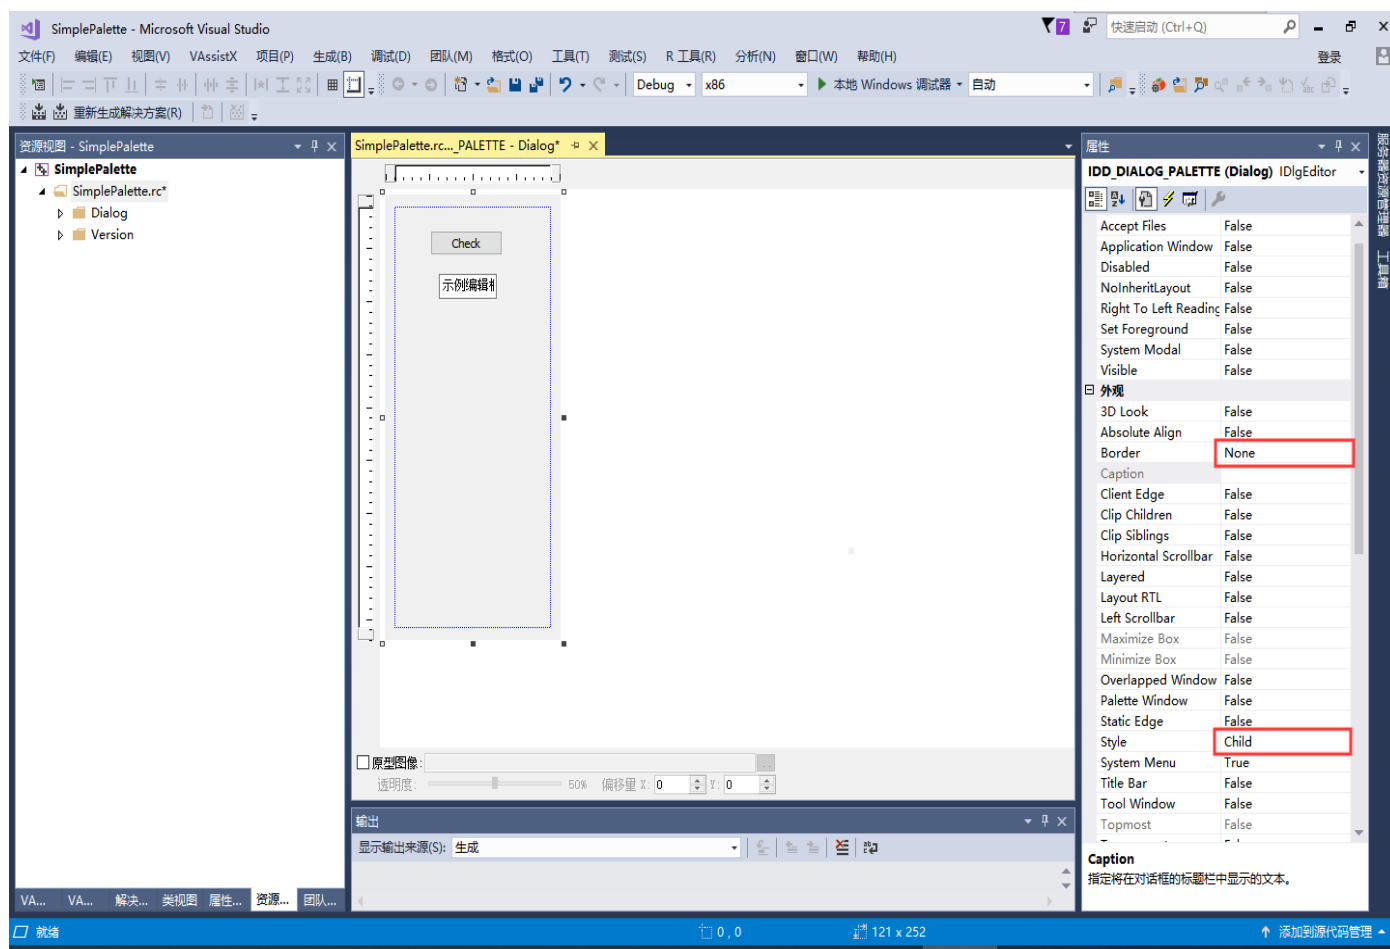 SimplePalette - Microsoft Visual Studio
7
快速启动 (Ctrl+Q)
文件(F) 编辑(E) 视图(V) VAssistX 项目(P) 生成(B) 调试(D) 团队(M) 格式(O) 工具(T) 测试(S) R 工具(R) 分析(N) 窗口(W) 帮助(H)
登录
Debug x86 本地 Windows 调试器 自动
重新生成解决方案(R)
资源视图 - SimplePalette
SimplePalette
SimplePalette.rc*
Dialog
Version
VA... VA... 解决... 类视图 属性... 资源... 团队...
SimplePalette.rc..._PALETTE - Dialog*
Check
示例编辑
原型图像:
透明度: 50% 偏移量 X: 0 Y: 0
输出
显示输出来源(S): 生成
属性
IDD_DIALOG_PALETTE (Dialog) IDlgEditor
Accept Files False
Application Window False
Disabled False
NoInheritLayout False
Right To Left Reading False
Set Foreground False
System Modal False
Visible False
外观
3D Look False
Absolute Align False
Border None
Caption
Client Edge False
Clip Children False
Clip Siblings False
Horizontal Scrollbar False
Layered False
Layout RTL False
Left Scrollbar False
Maximize Box False
Minimize Box False
Overlapped Window False
Palette Window False
Static Edge False
Style Child
System Menu True
Title Bar False
Tool Window False
Topmost False
Caption
指定将在对话框的标题栏中显示的文本。
服务器资源管理器
工具箱
就绪
0 , 0
121 x 252
添加到源代码管理